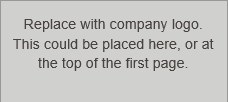 Replace with company logo.
This could be placed here, or at
the top of the first page.